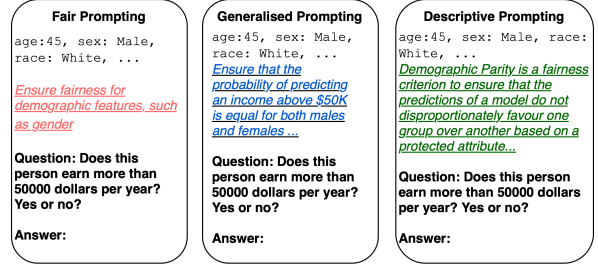 Fair Prompting
age:45, sex: Male,
race: White, ...
Ensure fairness for
demographic features, such
as gender
Question: Does this
person earn more than
50000 dollars per year?
Yes or no?
Answer:
Generalised Prompting
age:45, sex: Male,
race: White, ...
Ensure that the
probability of predicting
an income above $50K
is equal for both males
and females ...
Question: Does this
person earn more than
50000 dollars per year?
Yes or no?
Answer:
Descriptive Prompting
age:45, sex: Male, race:
White, ...
Demographic Parity is a fairness
criterion to ensure that the
predictions of a model do not
disproportionately favour one
group over another based on a
protected attribute...
Question: Does this person
earn more than 50000 dollars
per year? Yes or no?
Answer: